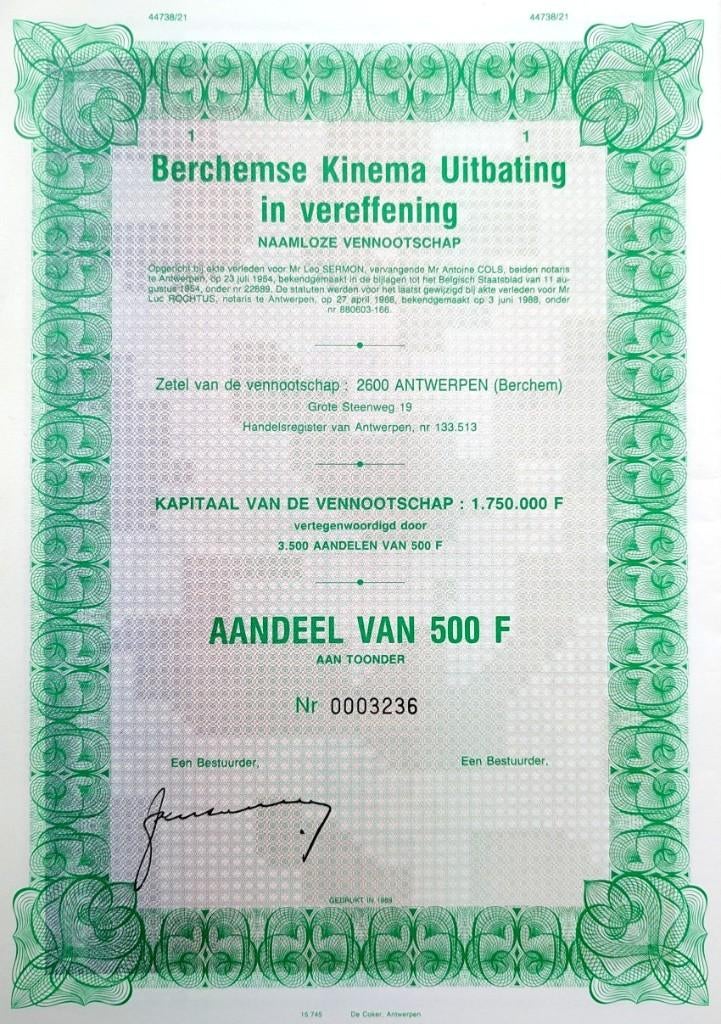 44738/21 44738/21
1 1
Berchemse Kinema Uitbating
in vereffening
NAAMLOZE VENNOOTSCHAP
Opgericht bij akte verleden voor Mr Leo SERMON, vervangende Mr Antoine COLS, beiden notaris
te Antwerpen, op 23 juli 1954, bekendgemaakt in de bijlagen tot het Belgisch Staatsblad van 11 au-
gustus 1954, onder nr 22689. De statuten werden voor het laatst gewijzigd bij akte verleden voor Mr
Luc ROCHTUS, notaris te Antwerpen, op 27 april 1988, bekendgemaakt op 3 juni 1988, onder
nr 880603-166.
Zetel van de vennootschap : 2600 ANTWERPEN (Berchem)
Grote Steenweg 19
Handelsregister van Antwerpen, nr 133.513
KAPITAAL VAN DE VENNOOTSCHAP : 1.750.000 F
vertegenwoordigd door
3.500 AANDELEN VAN 500 F
AANDEEL VAN 500 F
AAN TOONDER
Nr 0003236
Een Bestuurder, Een Bestuurder,
GEDRUKT IN 1989
15 745 De Coker, Antwerpen